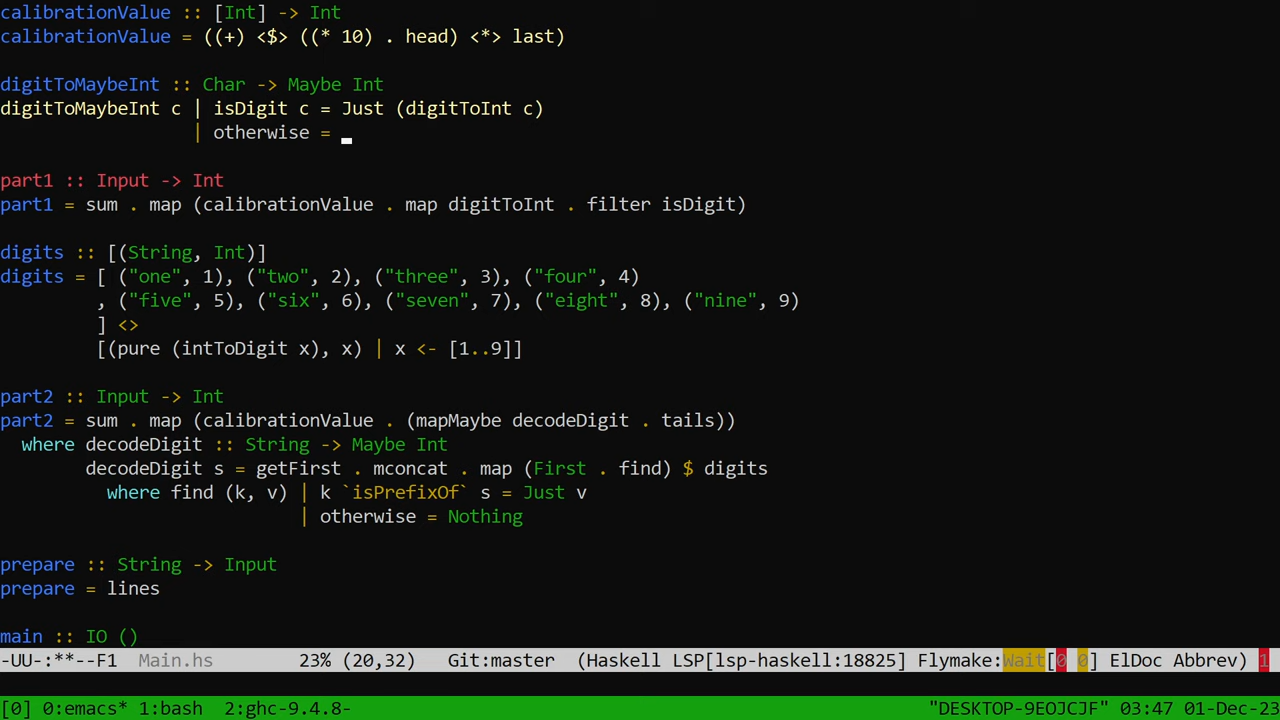 calibrationValue :: [Int] -> Int
calibrationValue = ((+) <$> ((* 10) . head) <*> last)
digitToMaybeInt :: Char -> Maybe Int
digitToMaybeInt c | isDigit c = Just (digitToInt c)
                  | otherwise =
part1 :: Input -> Int
part1 = sum . map (calibrationValue . map digitToInt . filter isDigit)
digits :: [(String, Int)]
digits = [ ("one", 1), ("two", 2), ("three", 3), ("four", 4)
         , ("five", 5), ("six", 6), ("seven", 7), ("eight", 8), ("nine", 9)
         ] <>
         [(pure (intToDigit x), x) | x <- [1..9]]
part2 :: Input -> Int
part2 = sum . map (calibrationValue . (mapMaybe decodeDigit . tails))
  where decodeDigit :: String -> Maybe Int
        decodeDigit s = getFirst . mconcat . map (First . find) $ digits
          where find (k, v) | k `isPrefixOf` s = Just v
                            | otherwise = Nothing
prepare :: String -> Input
prepare = lines
main :: IO ()
-UU-:**--F1  Main.hs        23% (20,32)   Git:master  (Haskell LSP[lsp-haskell:18825] Flymake:Wait[0 0] ElDoc Abbrev) 1
[0] 0:emacs* 1:bash  2:ghc-9.4.8-                                                      "DESKTOP-9EOJCJF" 03:47 01-Dec-23